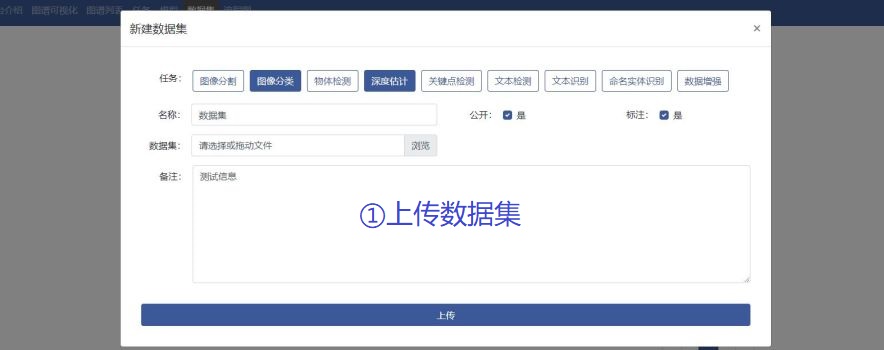 图谱可视化 图谱列表 任务 模型 数据集 流程图
新建数据集 ×
任务: 图像分割 图像分类 物体检测 深度估计 关键点检测 文本检测 文本识别 命名实体识别 数据增强
名称: 数据集 公开: 是 标注: 是
数据集: 请选择或拖动文件 浏览
备注: 测试信息
①上传数据集
上传